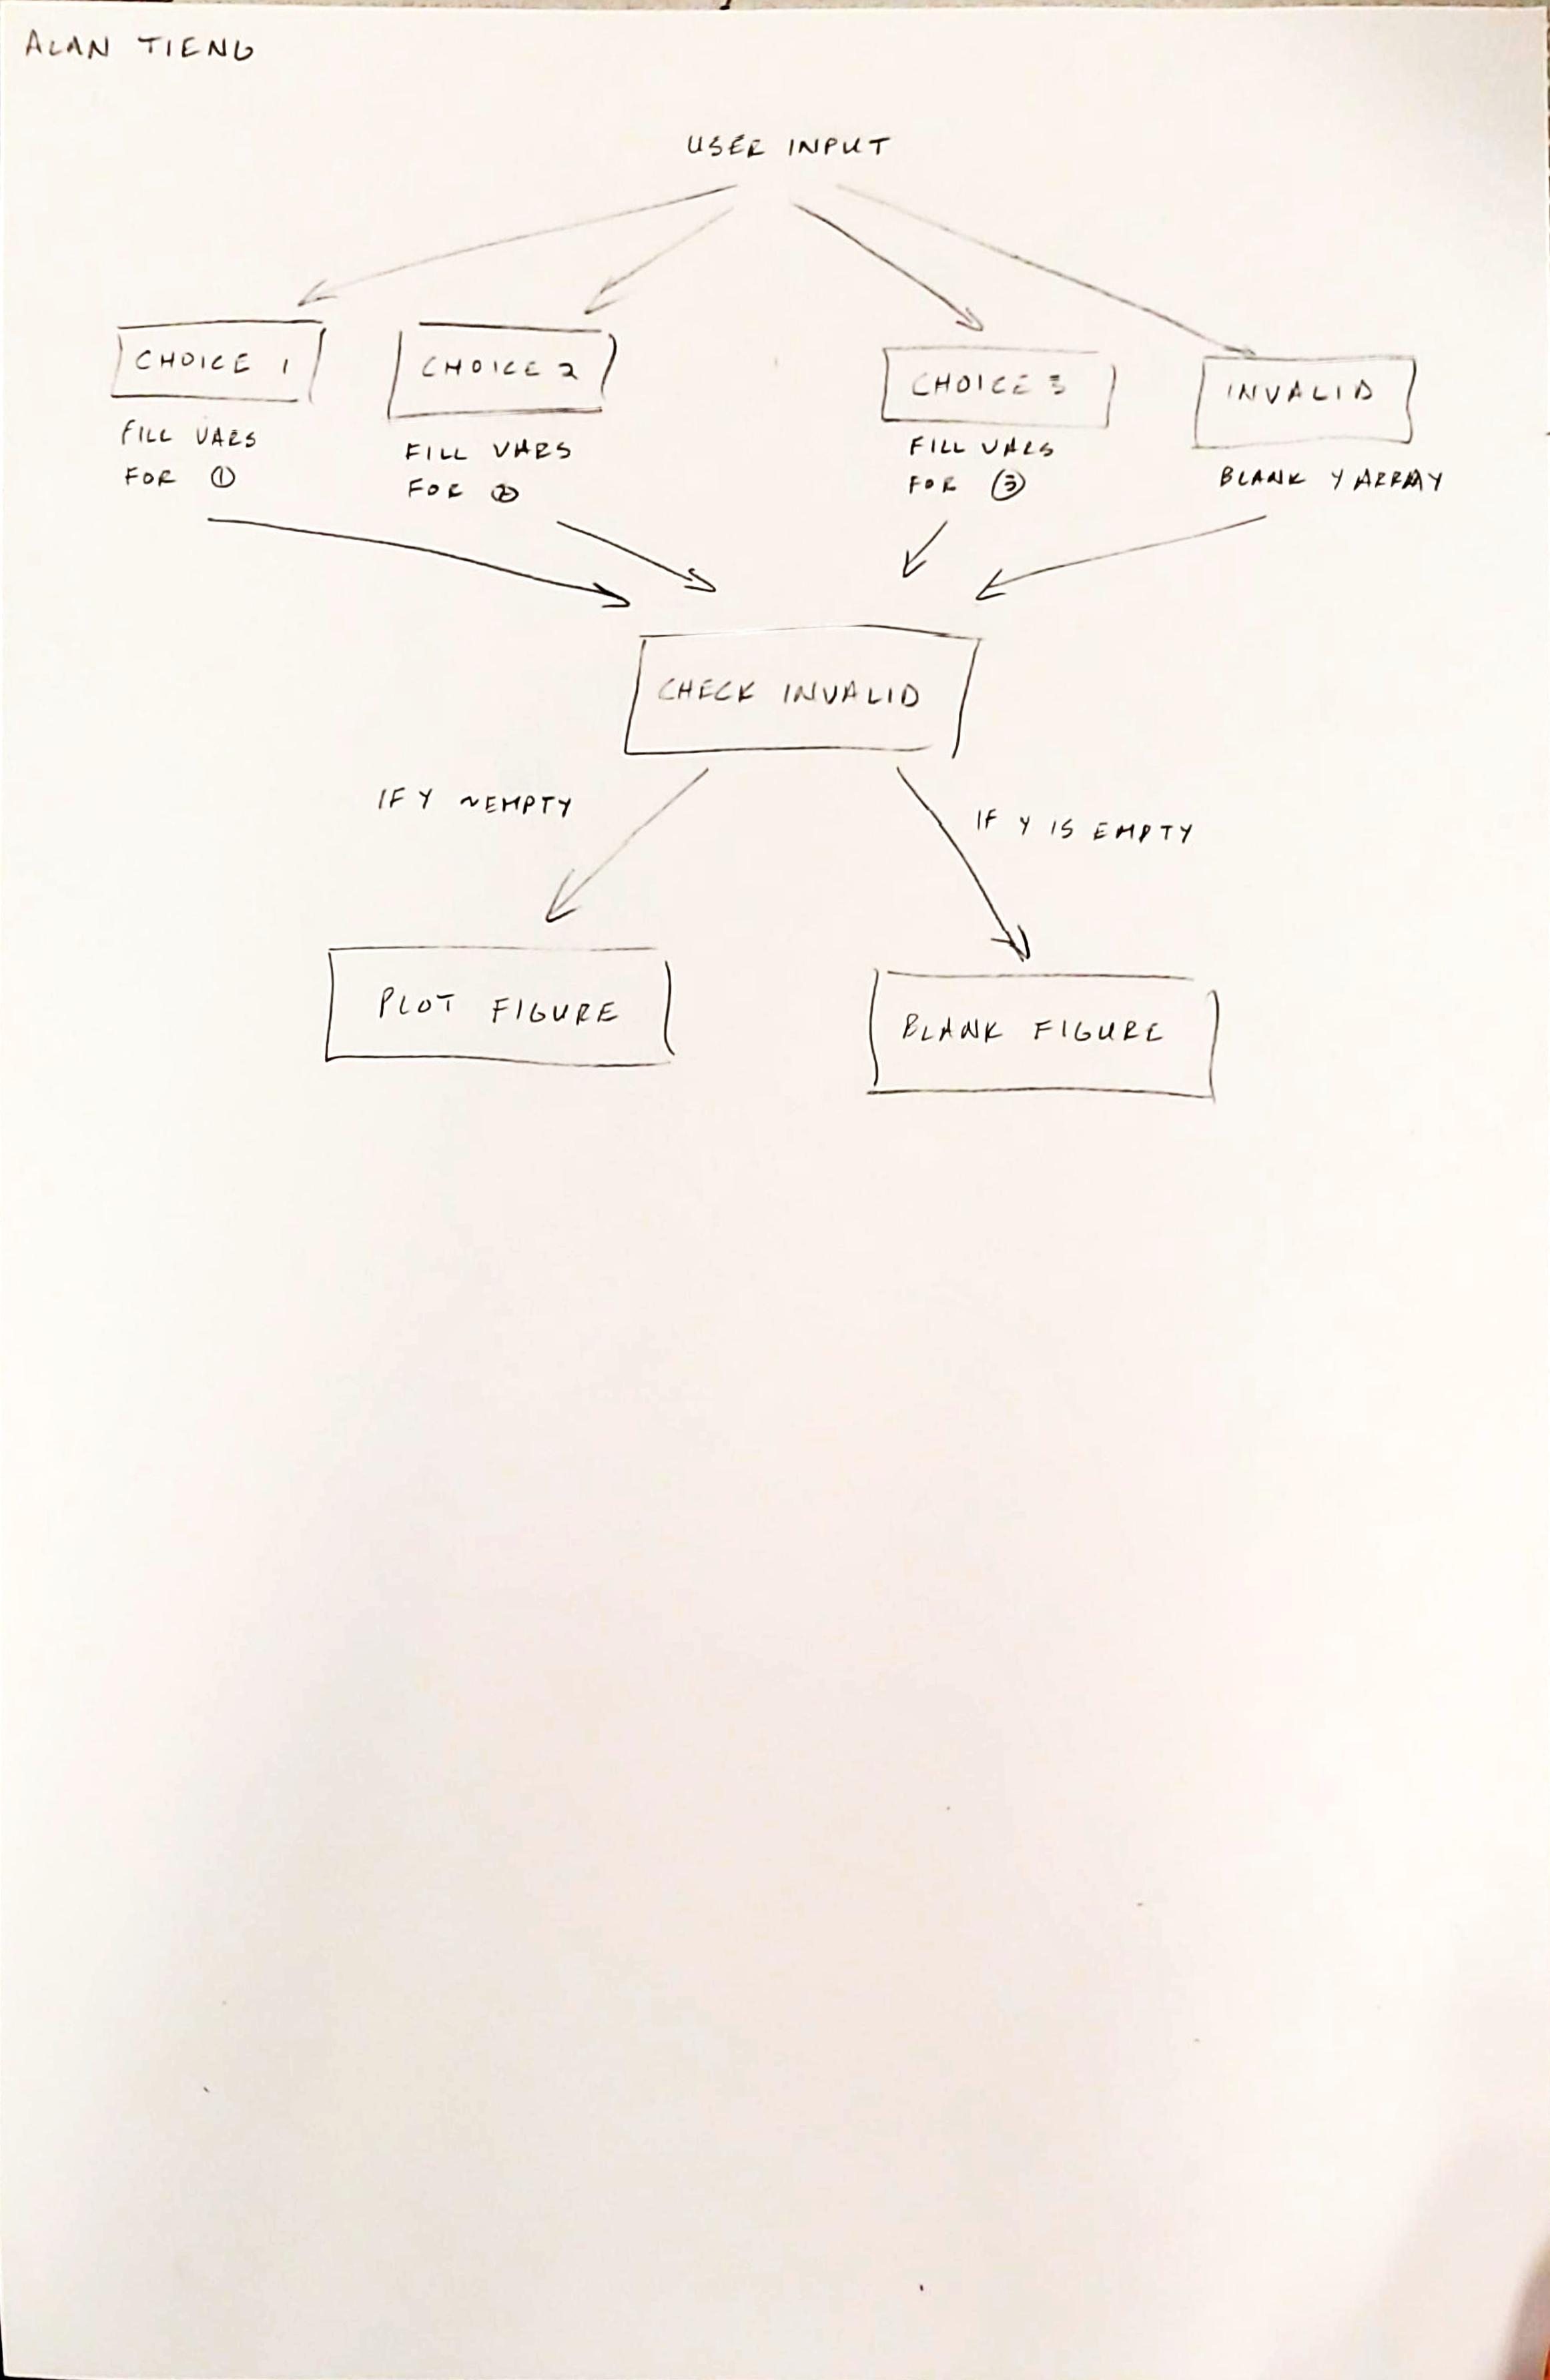 ALAN TIENG
USER INPUT
CHOICE 1
CHOICE 2
CHOICE 3
INVALID
FILL VARS
FOR ①
FILL VARS
FOR ②
FILL VARS
FOR ③
BLANK Y ARRAY
CHECK INVALID
IF Y ~EMPTY
IF Y IS EMPTY
PLOT FIGURE
BLANK FIGURE